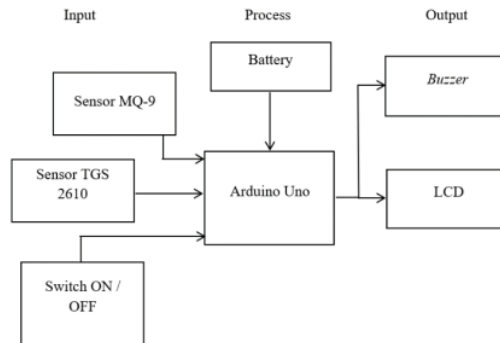 Input
Process
Output
Battery
Buzzer
Sensor MQ-9
Sensor TGS
2610
Arduino Uno
LCD
Switch ON /
OFF